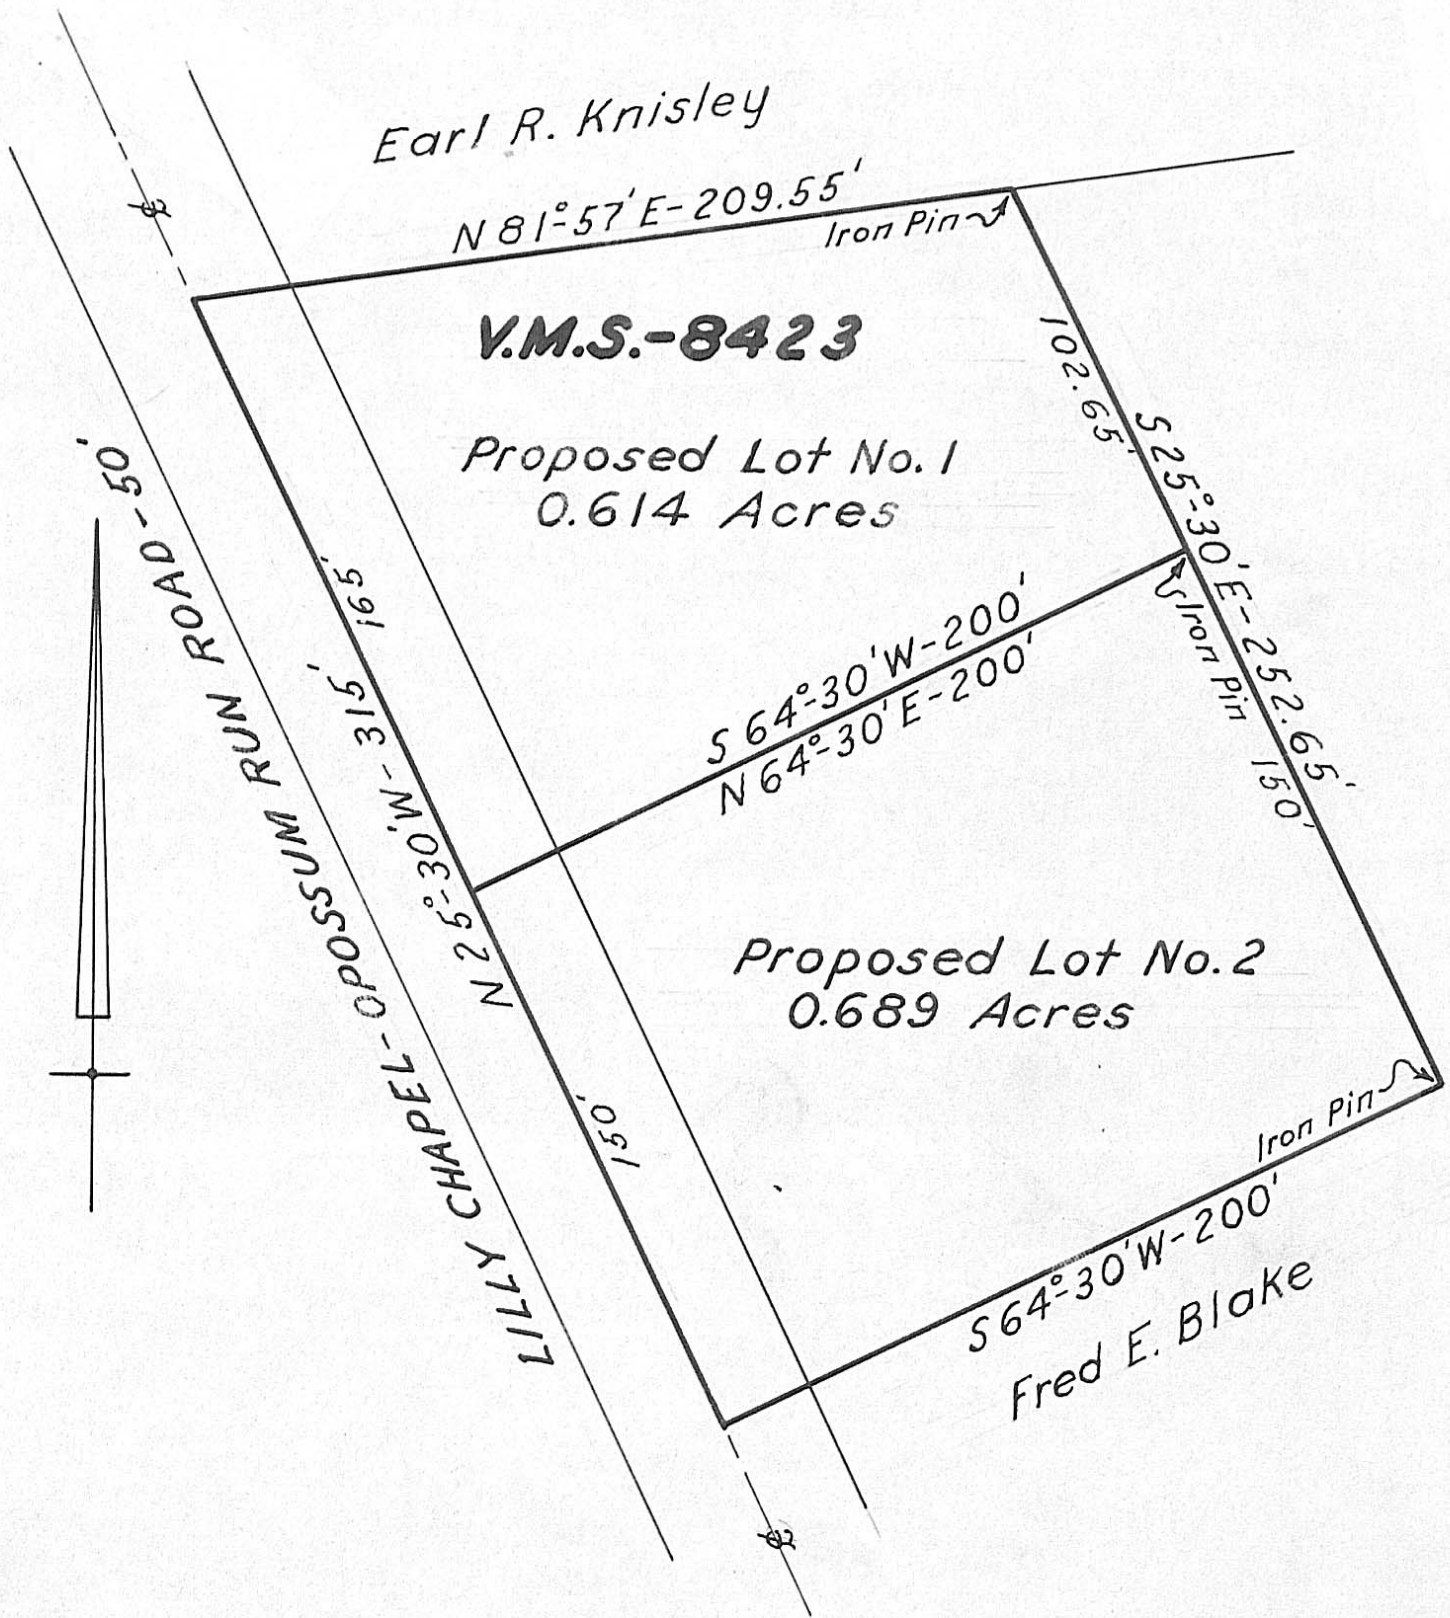 Earl R. Knisley
N 81°-57' E - 209.55'
Iron Pin
V.M.S.-8423
102.65'
Proposed Lot No. 1
0.614 Acres
S 25°-30' E - 252.65'
165'
N 25°-30' W - 315'
LILLY CHAPEL-OPOSSUM RUN ROAD - 50'
S 64°-30' W - 200'
N 64°-30' E - 200'
Iron Pin
150'
Proposed Lot No. 2
0.689 Acres
150'
Iron Pin
S 64°-30' W - 200'
Fred E. Blake
℄
℄